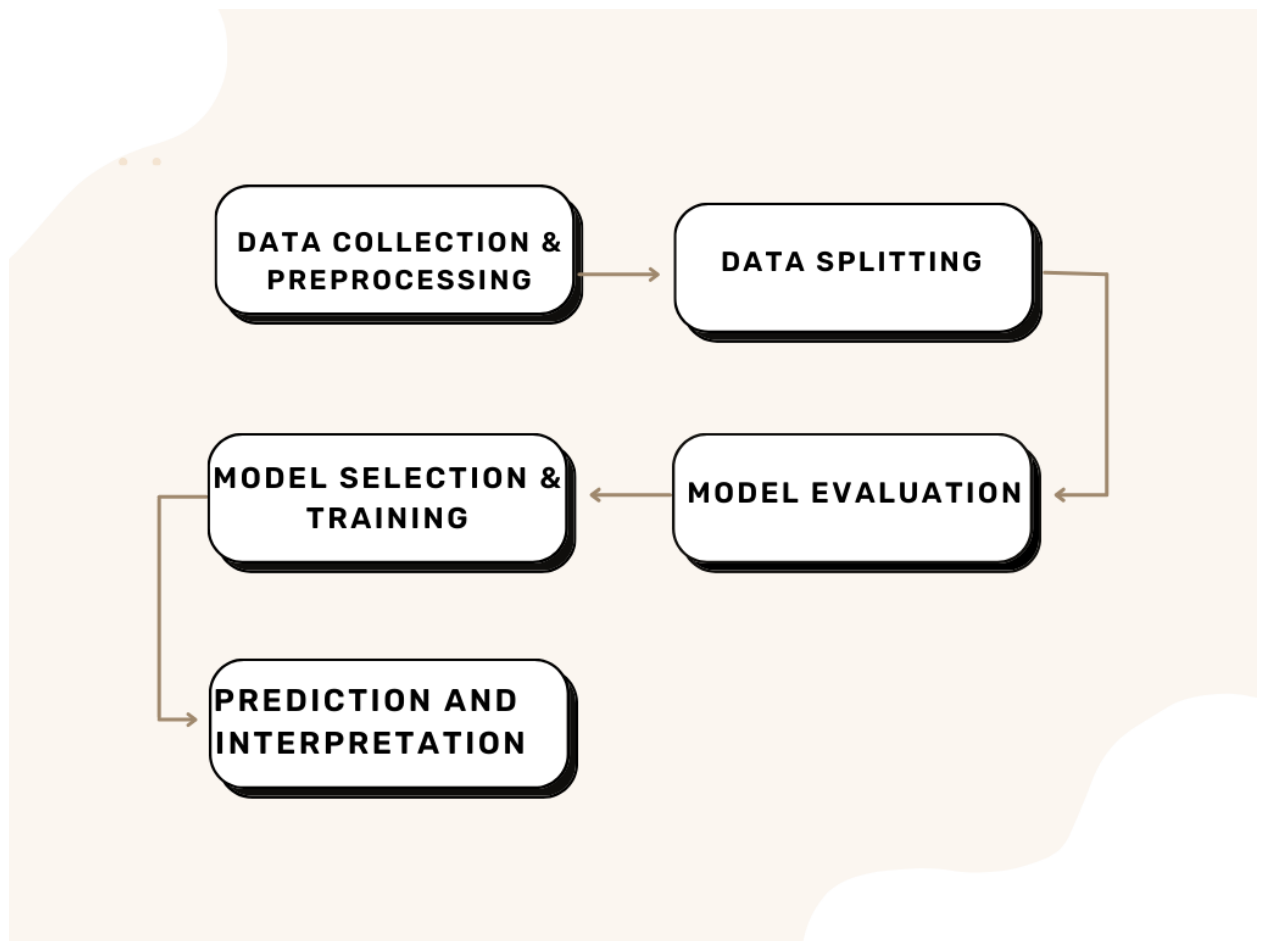 DATA COLLECTION &
PREPROCESSING
DATA SPLITTING
MODEL EVALUATION
MODEL SELECTION &
TRAINING
PREDICTION AND
INTERPRETATION